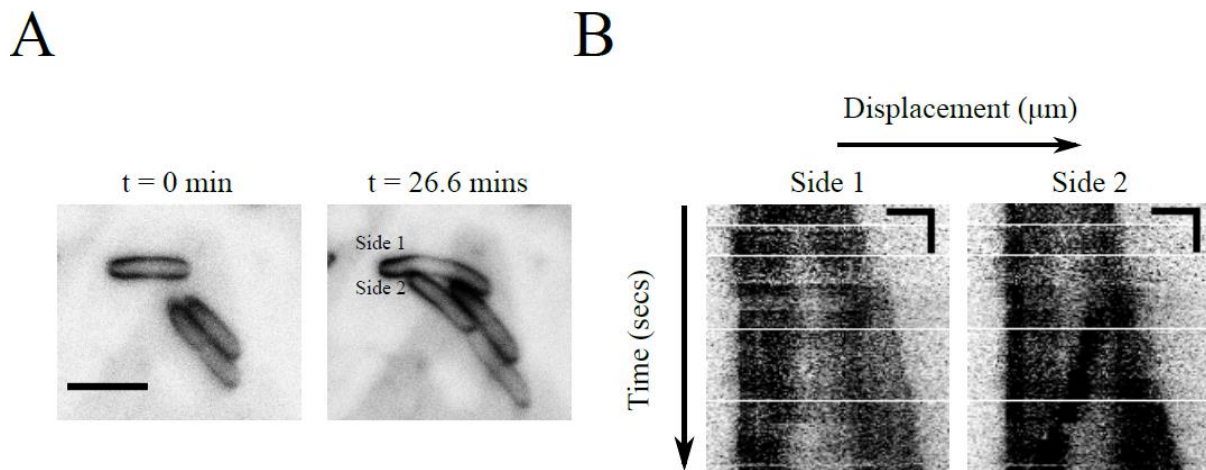 A
B
Displacement (μm)
t = 0 min
t = 26.6 mins
Side 1
Side 2
Side 1
Side 2
Time (secs)